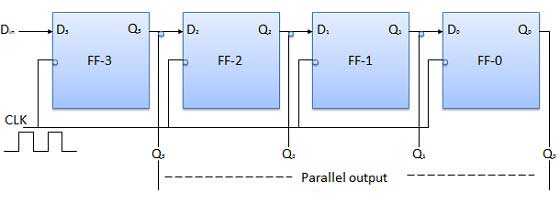 Dᵢₙ D₃ Q₃ D₂ Q₂ D₁ Q₁ D₀ Q₀
FF-3 FF-2 FF-1 FF-0
CLK
Q₃ Q₂ Q₁ Q₀
Parallel output